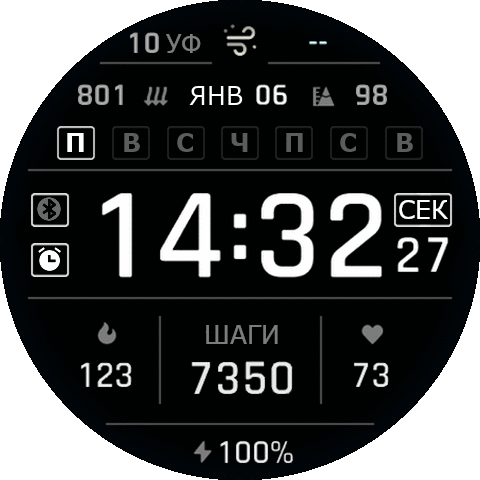 10 УФ --
801 ЯНВ 06 98
П В С Ч П С В
14:32 СЕК 27
ШАГИ
123 7350 73
100%